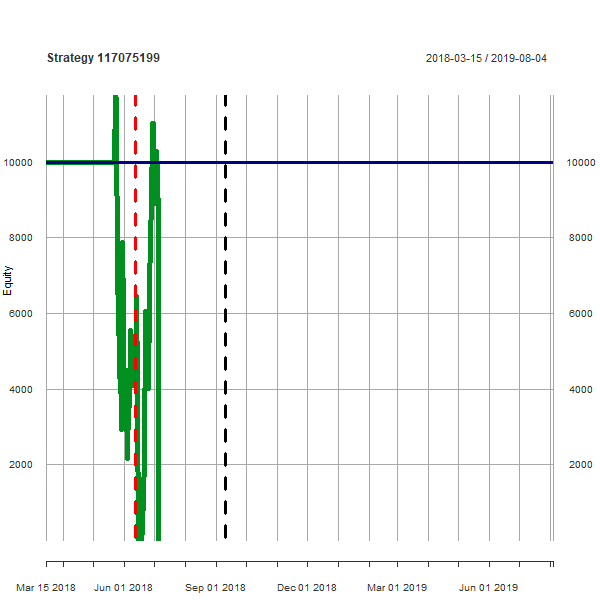 Strategy 117075199
2018-03-15 / 2019-08-04
10000
10000
8000
8000
6000
6000
4000
4000
2000
2000
Equity
Mar 15 2018
Jun 01 2018
Sep 01 2018
Dec 01 2018
Mar 01 2019
Jun 01 2019